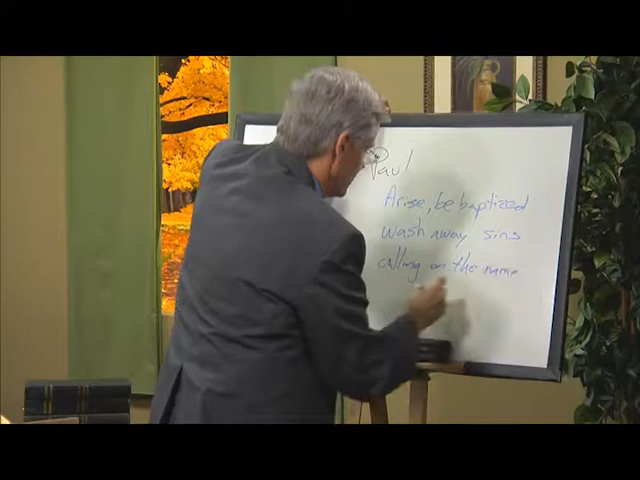 Paul
Arise, be baptized
wash away sins
calling on the name